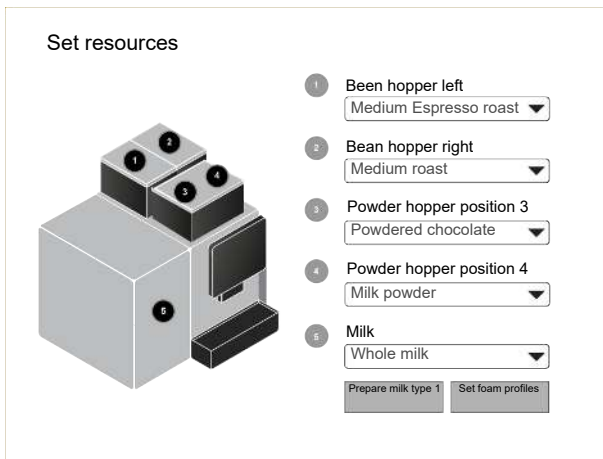 Set resources
1 Been hopper left
Medium Espresso roast
2 Bean hopper right
Medium roast
3 Powder hopper position 3
Powdered chocolate
4 Powder hopper position 4
Milk powder
5 Milk
Whole milk
Prepare milk type 1 Set foam profiles
1
2
3
4
5